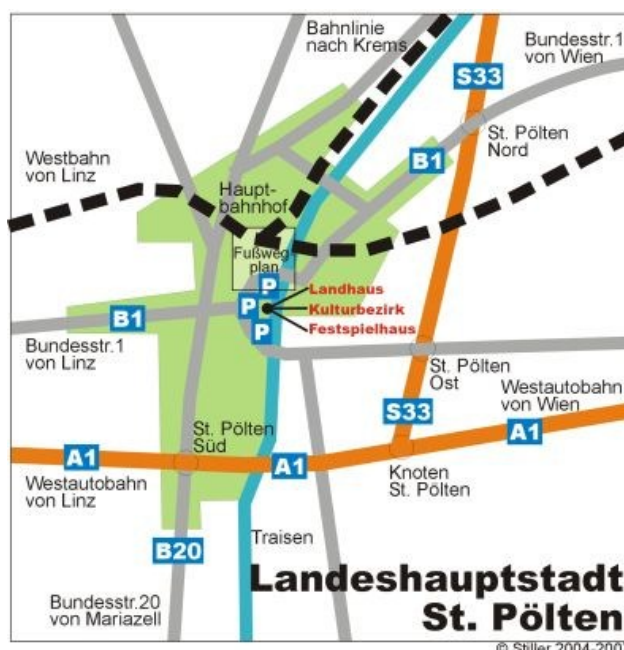 Bahnlinie
nach Krems
Bundesstr.1
von Wien
S33
St. Pölten
Nord
B1
Westbahn
von Linz
Haupt-
bahnhof
Fußweg-
plan
P
Landhaus
P
Kulturbezirk
P
Festspielhaus
B1
Bundesstr.1
von Linz
St. Pölten
Ost
Westautobahn
von Wien
S33
A1
St. Pölten
Süd
A1
A1
Westautobahn
von Linz
Knoten
St. Pölten
B20
Traisen
Bundesstr.20
von Mariazell
Landeshauptstadt
St. Pölten